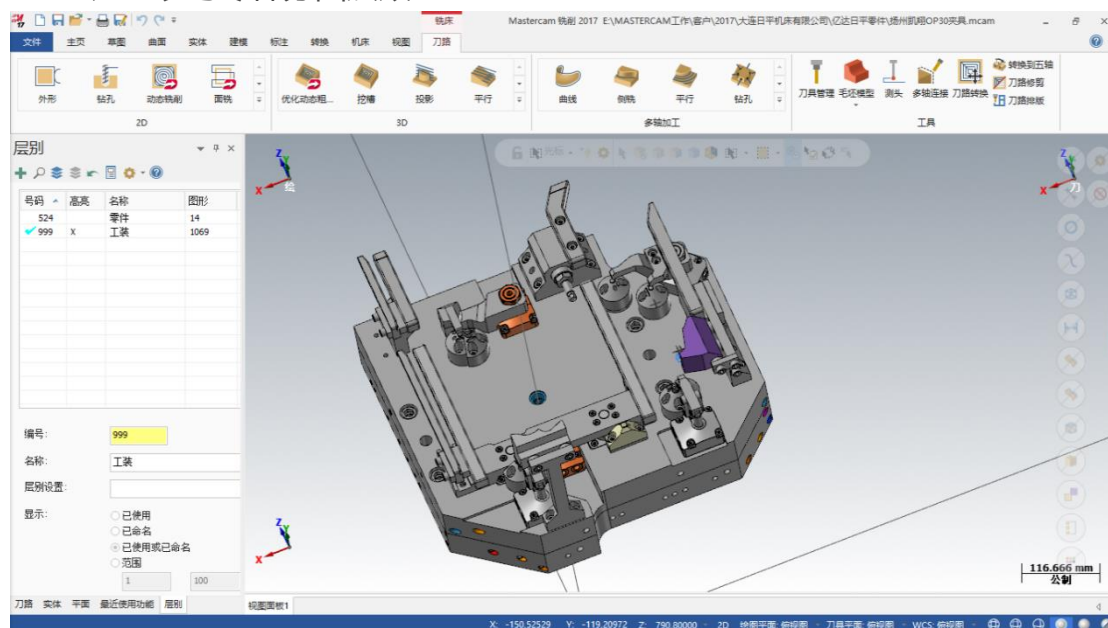 铣床
Mastercam 铣削 2017 E:\MASTERCAM工作\客户\2017\大连日平机床有限公司\亿达日平零件\扬州凯翔OP30夹具.mcam
文件 主页 草图 曲面 实体 建模 标注 转换 机床 视图 刀路
外形 钻孔 动态铣削 面铣 优化动态粗... 挖槽 投影 平行 曲线 侧铣 平行 钻孔 刀具管理 毛坯模型 测头 多轴连接 刀路转换 转换到五轴
刀路修剪
刀路排版
2D 3D 多轴加工 工具
层别
号码 高亮 名称 图形
524 零件 14
999 X 工装 1069
编号: 999
名称: 工装
层别设置:
显示: 已使用
已命名
已使用或已命名
范围
1 100
Z Y X 绘
Z Y X 刀
Z Y X
116.666 mm
公制
刀路 实体 平面 最近使用功能 层别 视图面板1
X: -150.52529 Y: -119.20972 Z: 790.80000 2D 绘图平面: 俯视图 刀具平面: 俯视图 WCS: 俯视图